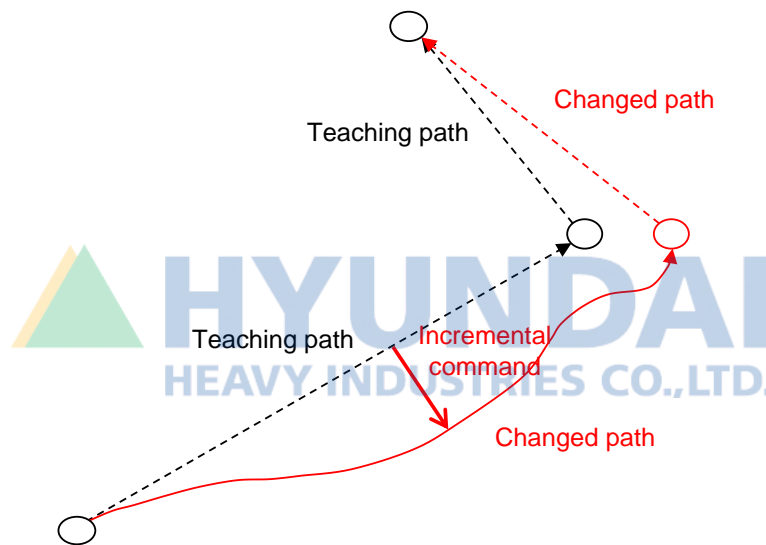 Changed path
Teaching path
HYUNDAI
Teaching path
Incremental
command
HEAVY INDUSTRIES CO.,LTD.
Changed path